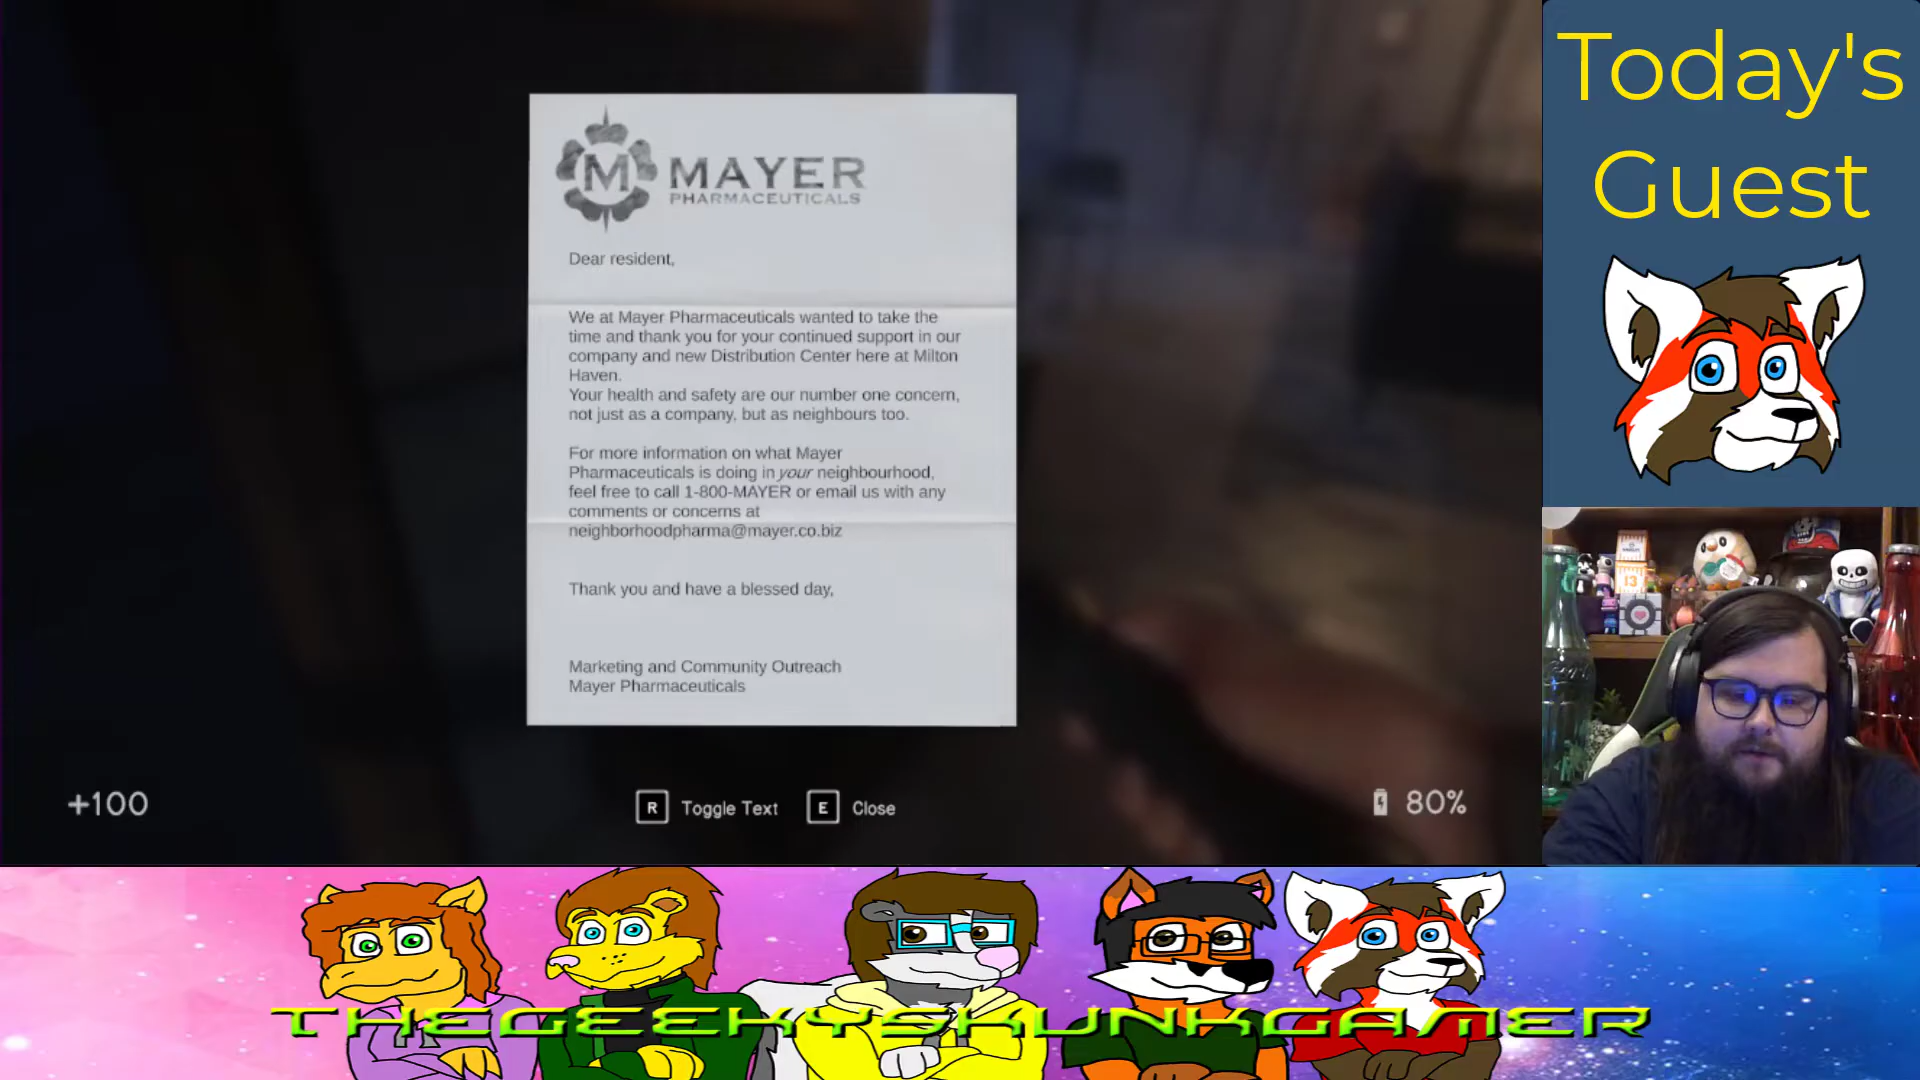 Today's
Guest
M MAYER
PHARMACEUTICALS
Dear resident,
We at Mayer Pharmaceuticals wanted to take the
time and thank you for your continued support in our
company and new Distribution Center here at Milton
Haven.
Your health and safety are our number one concern,
not just as a company, but as neighbours too.
For more information on what Mayer
Pharmaceuticals is doing in your neighbourhood,
feel free to call 1-800-MAYER or email us with any
comments or concerns at
neighborhoodpharma@mayer.co.biz
Thank you and have a blessed day,
Marketing and Community Outreach
Mayer Pharmaceuticals
+100
R Toggle Text E Close
80%
13
THEGEEKYSKUNKGAMER